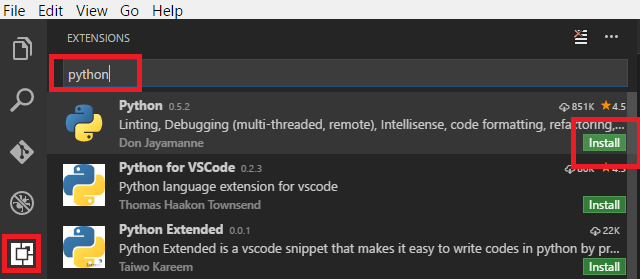 File Edit View Go Help
EXTENSIONS
python
Python 0.5.2 851K 4.5
Linting, Debugging (multi-threaded, remote), Intellisense, code formatting, refactoring,...
Don Jayamanne Install
Python for VSCode 0.2.3 4.5
Python language extension for vscode
Thomas Haakon Townsend Install
Python Extended 0.0.1 22K
Python Extended is a vscode snippet that makes it easy to write codes in python by pr...
Taiwo Kareem Install